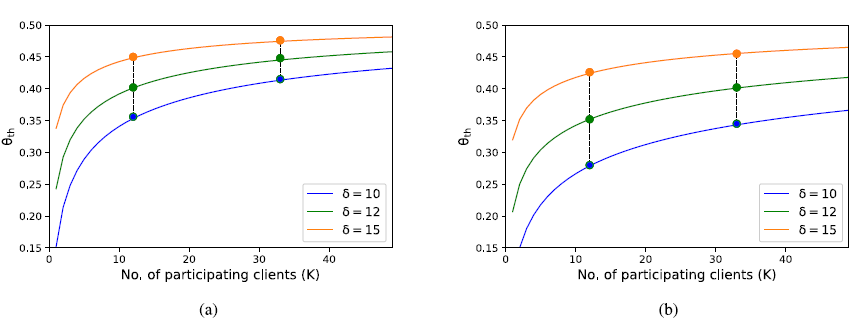 0.50
0.45
0.40
0.35
0.30
0.25
0.20
0.15
θth
0 10 20 30 40
No. of participating clients (K)
δ = 10
δ = 12
δ = 15
(a)
0.50
0.45
0.40
0.35
0.30
0.25
0.20
0.15
θth
0 10 20 30 40
No. of participating clients (K)
δ = 10
δ = 12
δ = 15
(b)